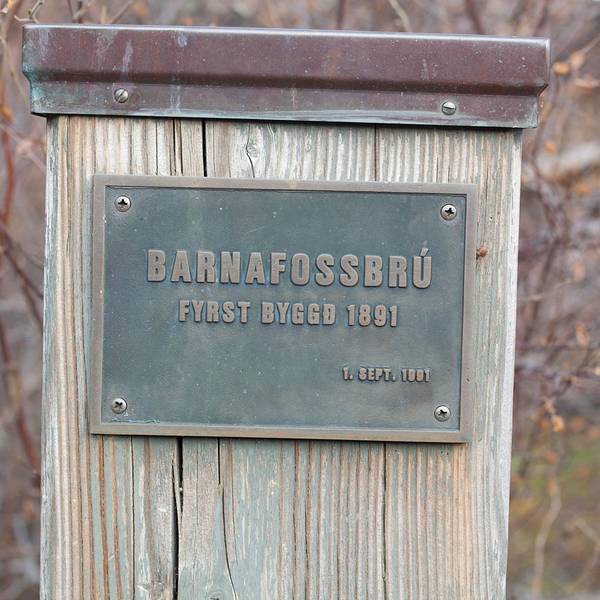 BARNAFOSSBRÚ
FYRST BYGGÐ 1891
1. SEPT. 1991